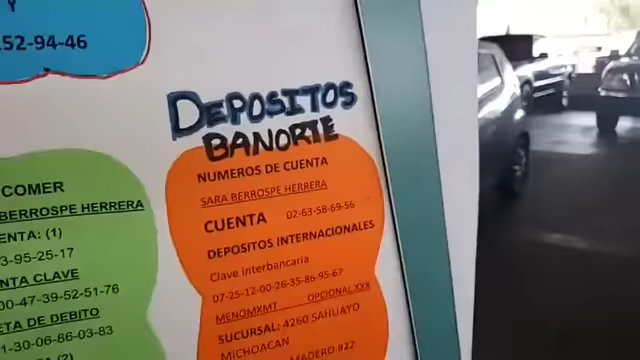 Y
152-94-46
DEPOSITOS
BANORTE
NUMEROS DE CUENTA
SARA BERROSPE HERRERA
CUENTA 02-63-58-69-56
DEPOSITOS INTERNACIONALES
Clave interbancaria
07-25-12-00-26-35-86-95-67
MENOMXMT OPCIONAL XXX
SUCURSAL: 4260 SAHUAYO
MICHOACAN
MADERO #22
COMER
BERROSPE HERRERA
ENTA: (1)
3-95-25-17
NTA CLAVE
00-47-39-52-51-76
ETA DE DEBITO
1-30-06-86-03-83
TA (2)